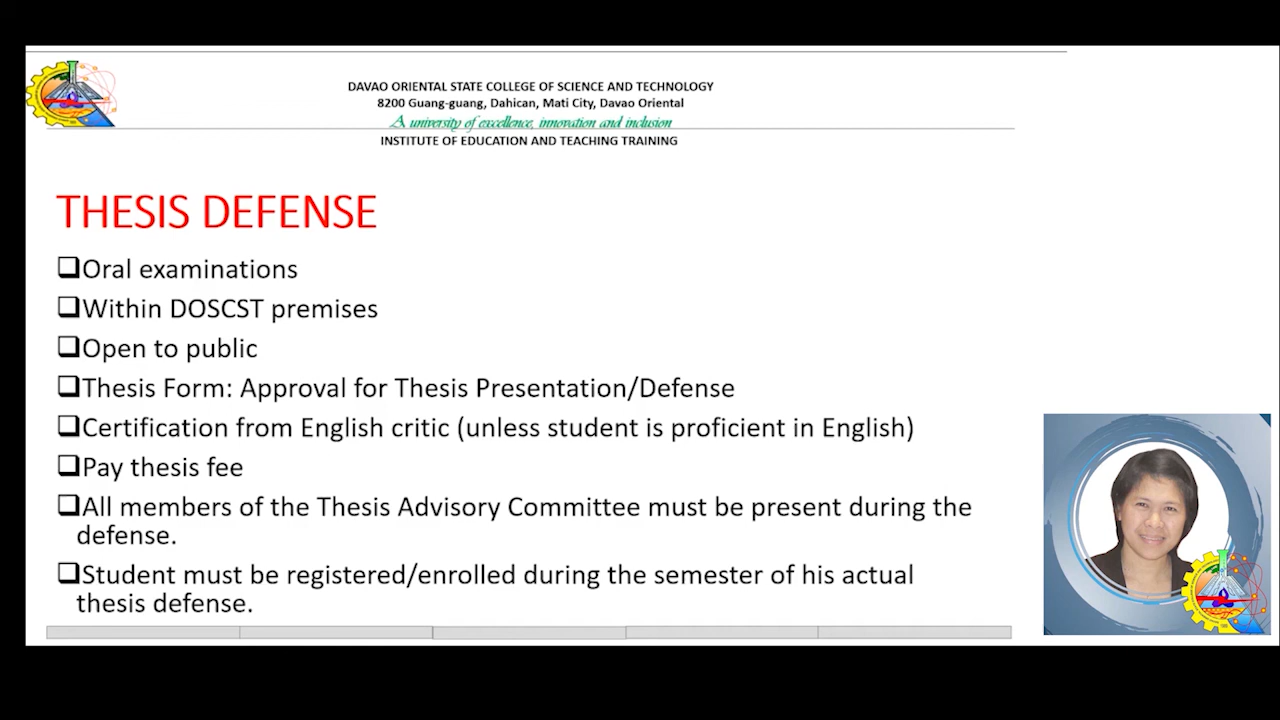 DAVAO ORIENTAL STATE COLLEGE OF SCIENCE AND TECHNOLOGY
8200 Guang-guang, Dahican, Mati City, Davao Oriental
A university of excellence, innovation and inclusion
INSTITUTE OF EDUCATION AND TEACHING TRAINING
THESIS DEFENSE
❑Oral examinations
❑Within DOSCST premises
❑Open to public
❑Thesis Form: Approval for Thesis Presentation/Defense
❑Certification from English critic (unless student is proficient in English)
❑Pay thesis fee
❑All members of the Thesis Advisory Committee must be present during the
defense.
❑Student must be registered/enrolled during the semester of his actual
thesis defense.